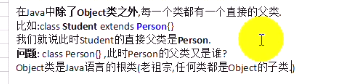 在Java中除了Object类之外,每一个类都有一个直接的父类.
比如:class Student extends Person{}
我们就说此时Student的直接父类是Person.
问题: class Person{} ,此时Person的父类又是谁?
Object类是Java语言的根类(老祖宗,任何类都是Object的子类)